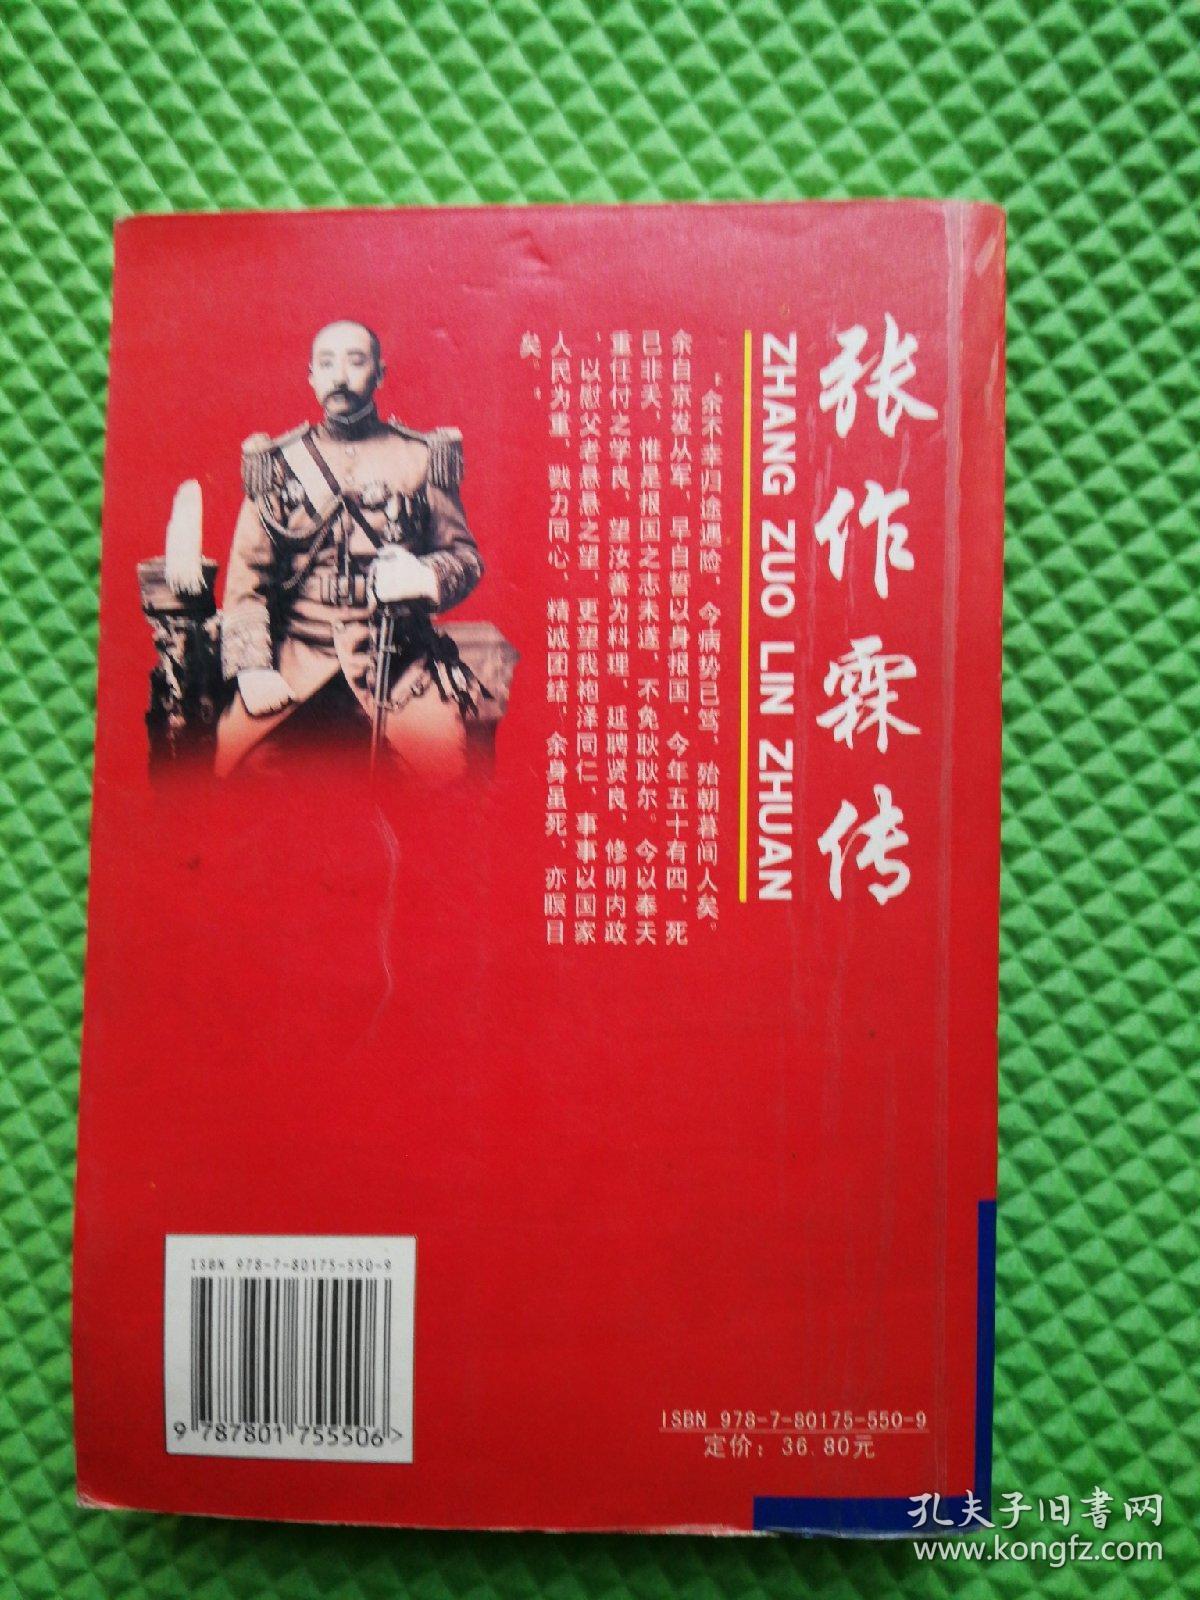 张作霖传
ZHANG ZUO LIN ZHUAN
“余不幸归途遇险，今病势已笃，殆朝暮间人矣。
余自京发从军，早自誓以身报国，今年五十有四，死
已非夭，惟是报国之志未遂，不免耿耿尔。今以奉天
重任付之学良，望汝善为料理，延聘贤良，修明内政
，以慰父老悬悬之望，更望我袍泽同仁，事事以国家
人民为重，戮力同心，精诚团结，余身虽死，亦瞑目
矣。”
ISBN 978-7-80175-550-9
9 787801 755506 >
ISBN 978-7-80175-550-9
定价：36.80元
孔夫子旧書网
www.kongfz.com